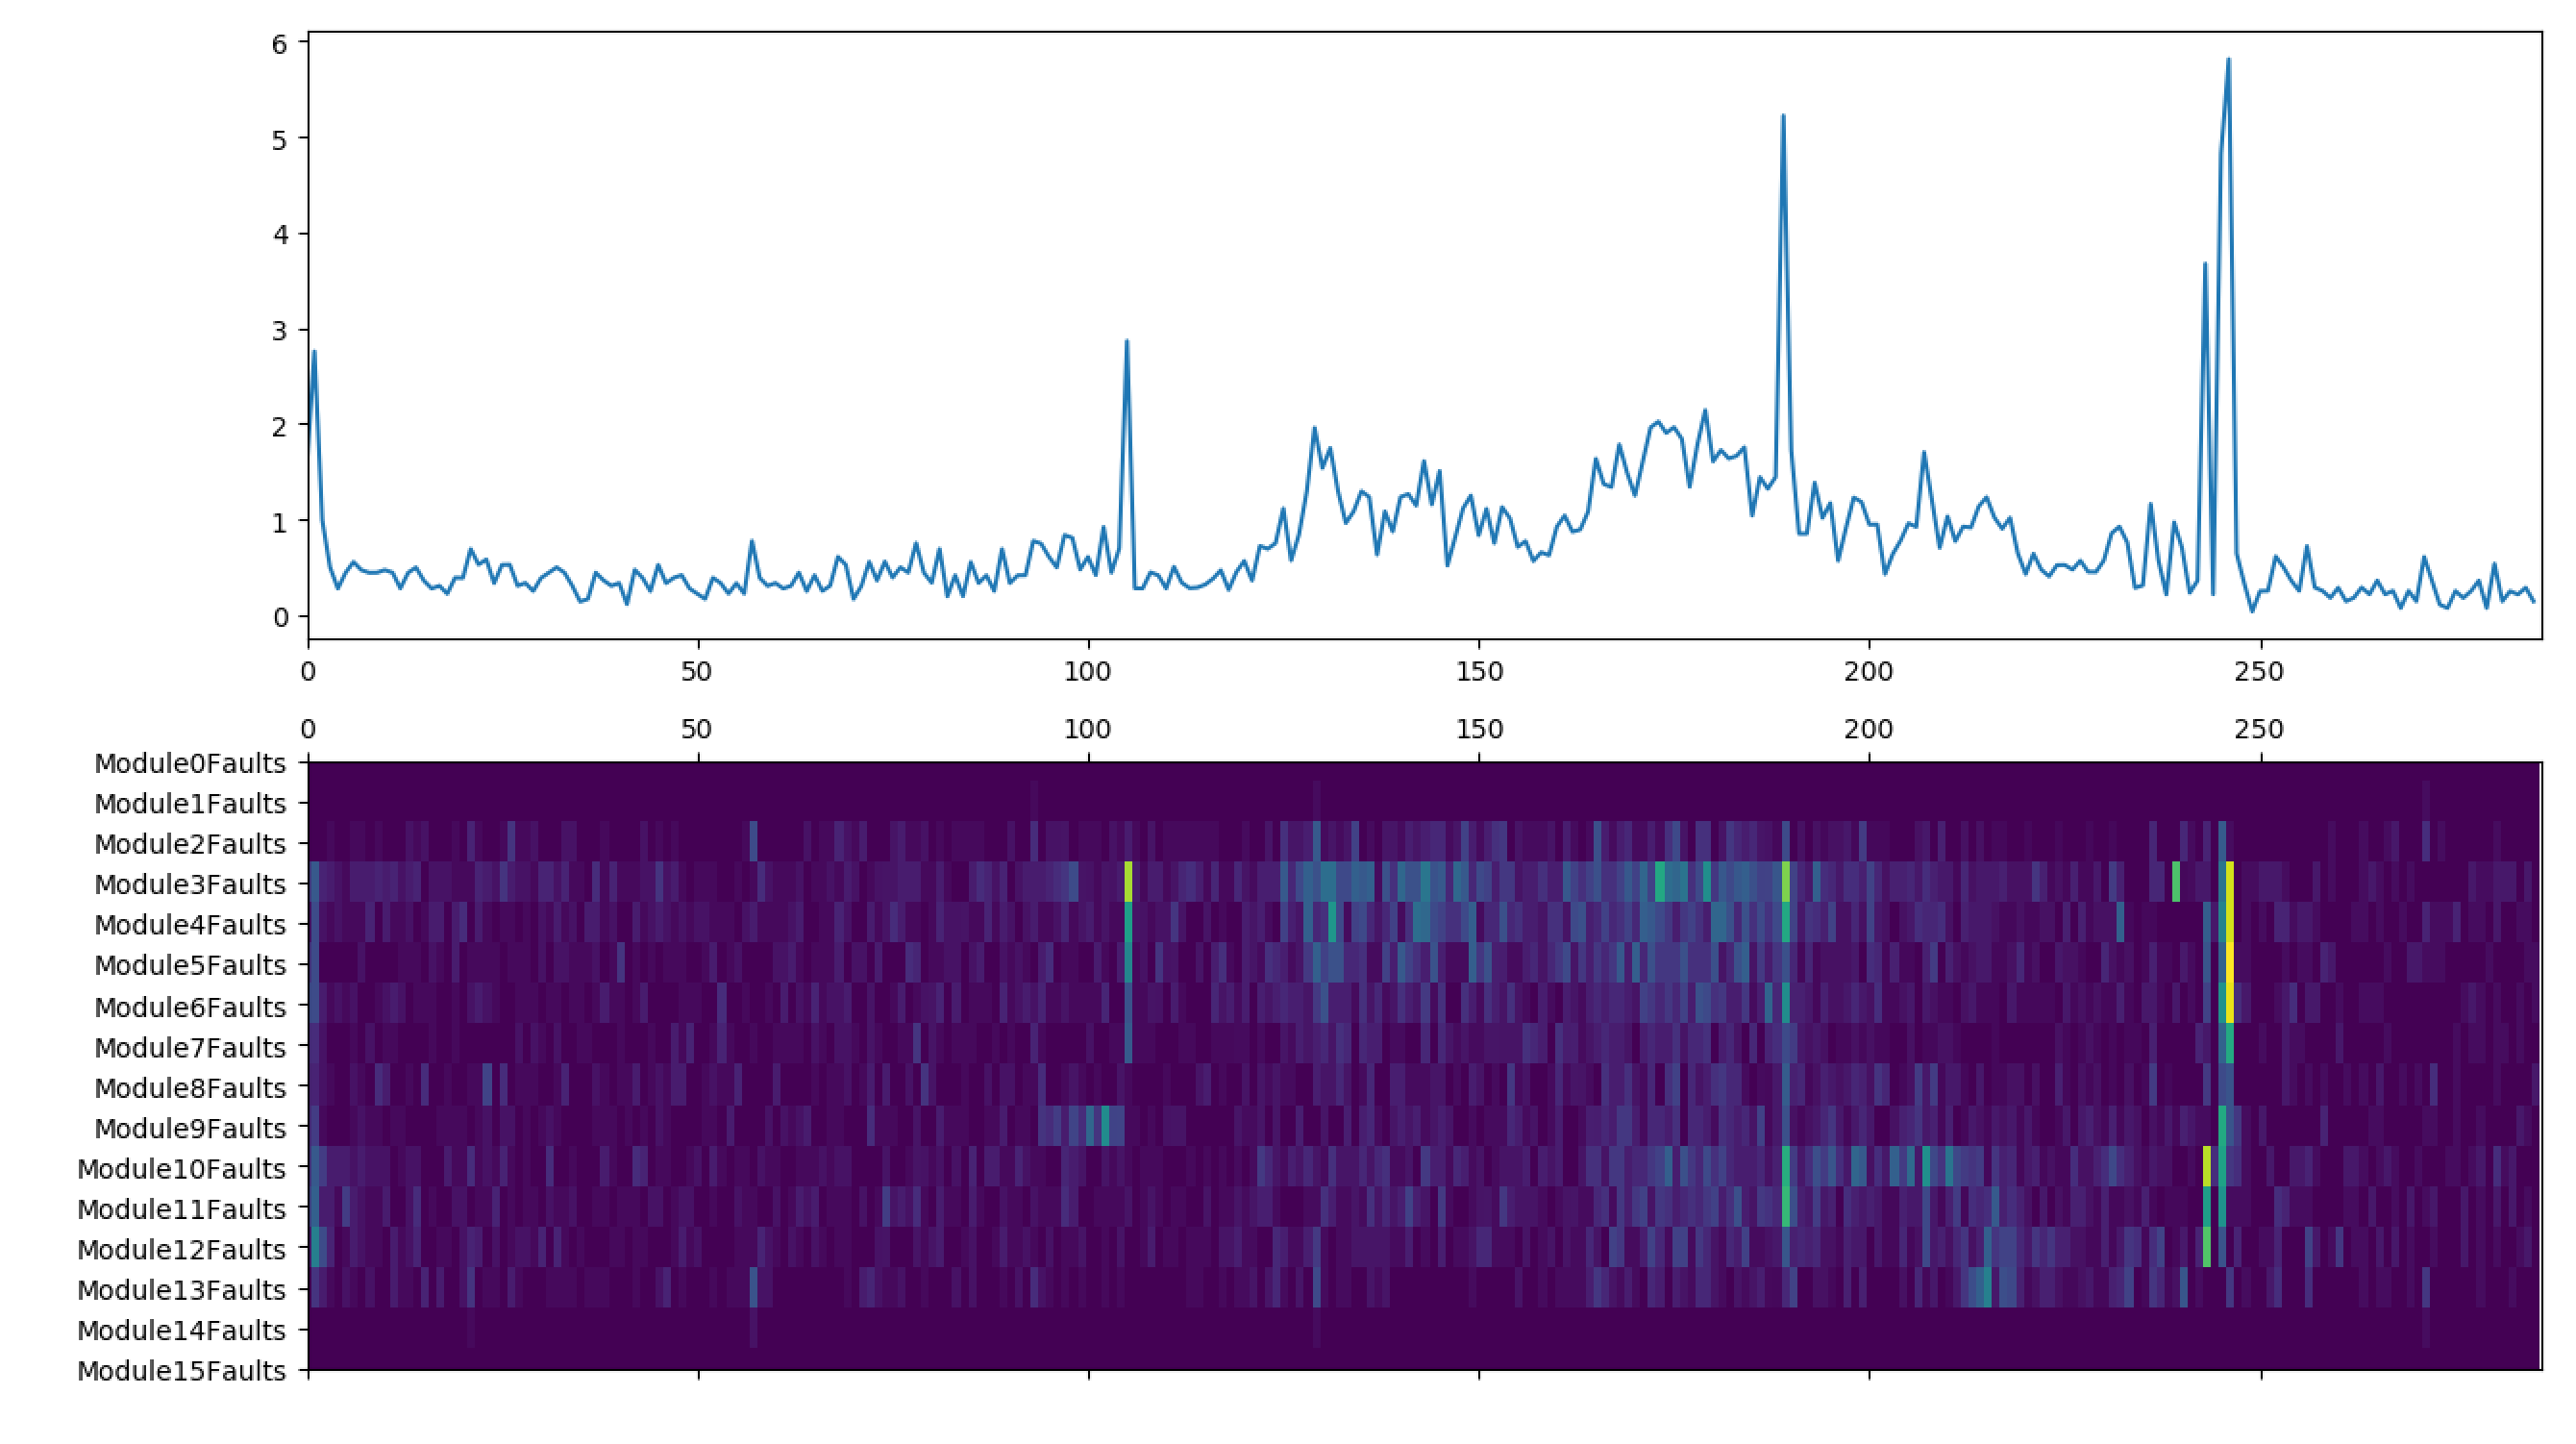 6
5
4
3
2
1
0
0 50 100 150 200 250
0 50 100 150 200 250
Module0Faults
Module1Faults
Module2Faults
Module3Faults
Module4Faults
Module5Faults
Module6Faults
Module7Faults
Module8Faults
Module9Faults
Module10Faults
Module11Faults
Module12Faults
Module13Faults
Module14Faults
Module15Faults